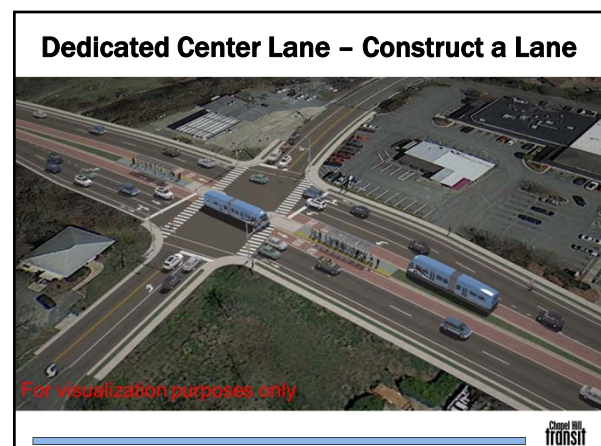 Dedicated Center Lane – Construct a Lane
For visualization purposes only
Chapel Hill
transit